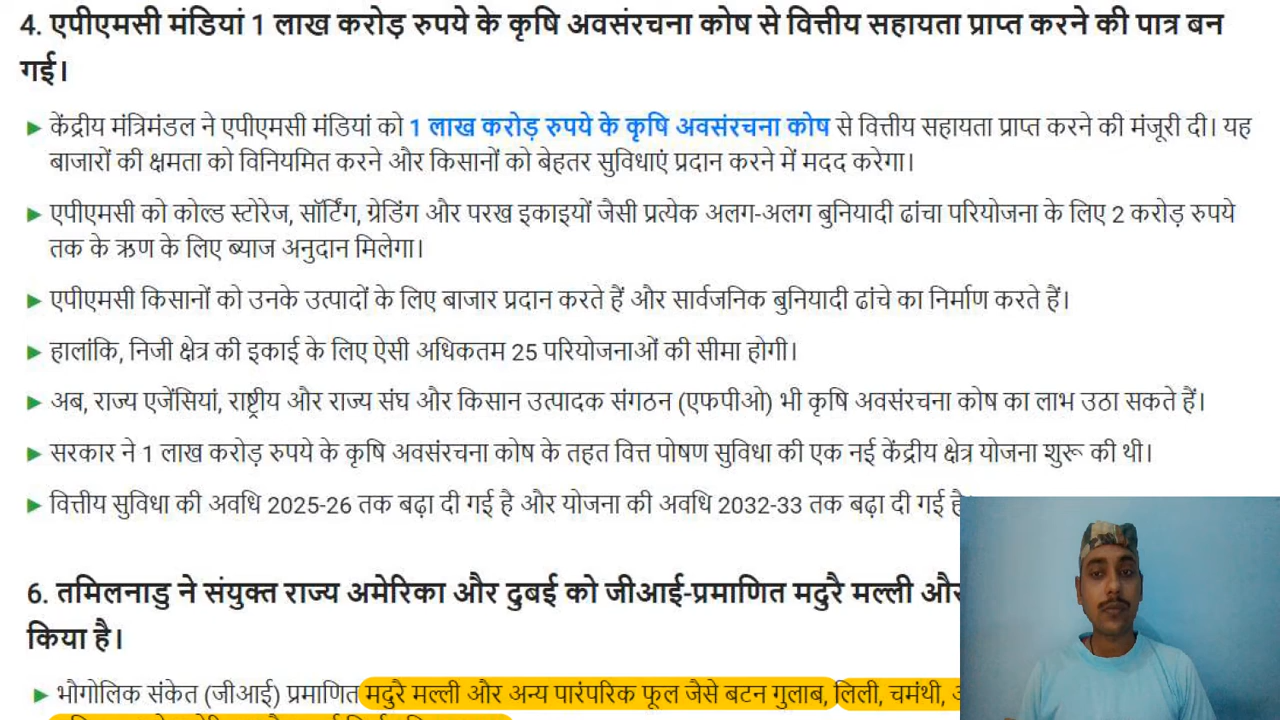 4. एपीएमसी मंडियां 1 लाख करोड़ रुपये के कृषि अवसंरचना कोष से वित्तीय सहायता प्राप्त करने की पात्र बन
गई।
► केंद्रीय मंत्रिमंडल ने एपीएमसी मंडियां को 1 लाख करोड़ रुपये के कृषि अवसंरचना कोष से वित्तीय सहायता प्राप्त करने की मंजूरी दी। यह
बाजारों की क्षमता को विनियमित करने और किसानों को बेहतर सुविधाएं प्रदान करने में मदद करेगा।
► एपीएमसी को कोल्ड स्टोरेज, सॉर्टिंग, ग्रेडिंग और परख इकाइयों जैसी प्रत्येक अलग-अलग बुनियादी ढांचा परियोजना के लिए 2 करोड़ रुपये
तक के ऋण के लिए ब्याज अनुदान मिलेगा।
► एपीएमसी किसानों को उनके उत्पादों के लिए बाजार प्रदान करते हैं और सार्वजनिक बुनियादी ढांचे का निर्माण करते हैं।
► हालांकि, निजी क्षेत्र की इकाई के लिए ऐसी अधिकतम 25 परियोजनाओं की सीमा होगी।
► अब, राज्य एजेंसियां, राष्ट्रीय और राज्य संघ और किसान उत्पादक संगठन (एफपीओ) भी कृषि अवसंरचना कोष का लाभ उठा सकते हैं।
► सरकार ने 1 लाख करोड़ रुपये के कृषि अवसंरचना कोष के तहत वित्त पोषण सुविधा की एक नई केंद्रीय क्षेत्र योजना शुरू की थी।
► वित्तीय सुविधा की अवधि 2025-26 तक बढ़ा दी गई है और योजना की अवधि 2032-33 तक बढ़ा दी गई है।
6. तमिलनाडु ने संयुक्त राज्य अमेरिका और दुबई को जीआई-प्रमाणित मदुरै मल्ली और
किया है।
► भौगोलिक संकेत (जीआई) प्रमाणित मदुरै मल्ली और अन्य पारंपरिक फूल जैसे बटन गुलाब, लिली, चमंथी,